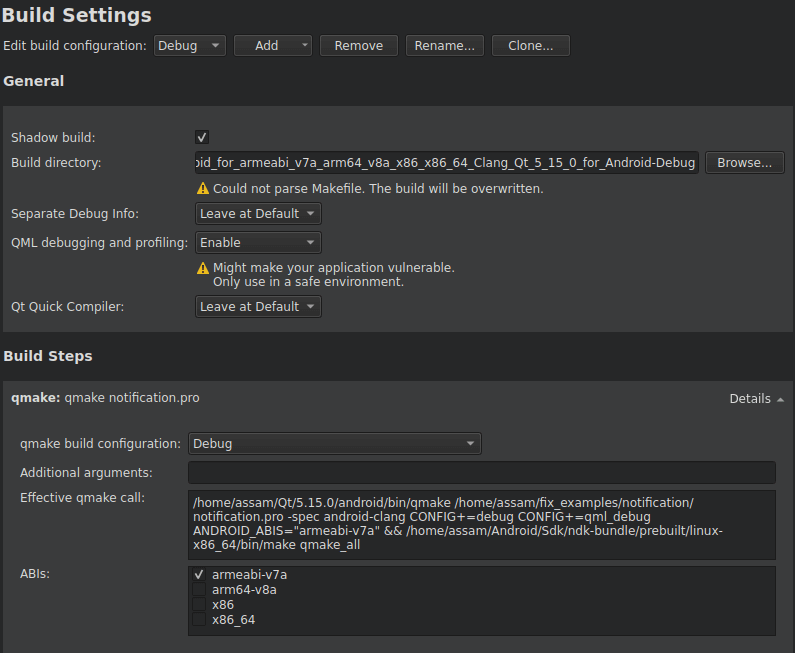 Build Settings
Edit build configuration: Debug Add Remove Rename... Clone...
General
Shadow build:
Build directory: oid_for_armeabi_v7a_arm64_v8a_x86_x86_64_Clang_Qt_5_15_0_for_Android-Debug Browse...
Could not parse Makefile. The build will be overwritten.
Separate Debug Info: Leave at Default
QML debugging and profiling: Enable
Might make your application vulnerable.
Only use in a safe environment.
Qt Quick Compiler: Leave at Default
Build Steps
qmake: qmake notification.pro Details
qmake build configuration: Debug
Additional arguments:
Effective qmake call: /home/assam/Qt/5.15.0/android/bin/qmake /home/assam/fix_examples/notification/
notification.pro -spec android-clang CONFIG+=debug CONFIG+=qml_debug
ANDROID_ABIS="armeabi-v7a" && /home/assam/Android/Sdk/ndk-bundle/prebuilt/linux-
x86_64/bin/make qmake_all
ABIs: armeabi-v7a
arm64-v8a
x86
x86_64